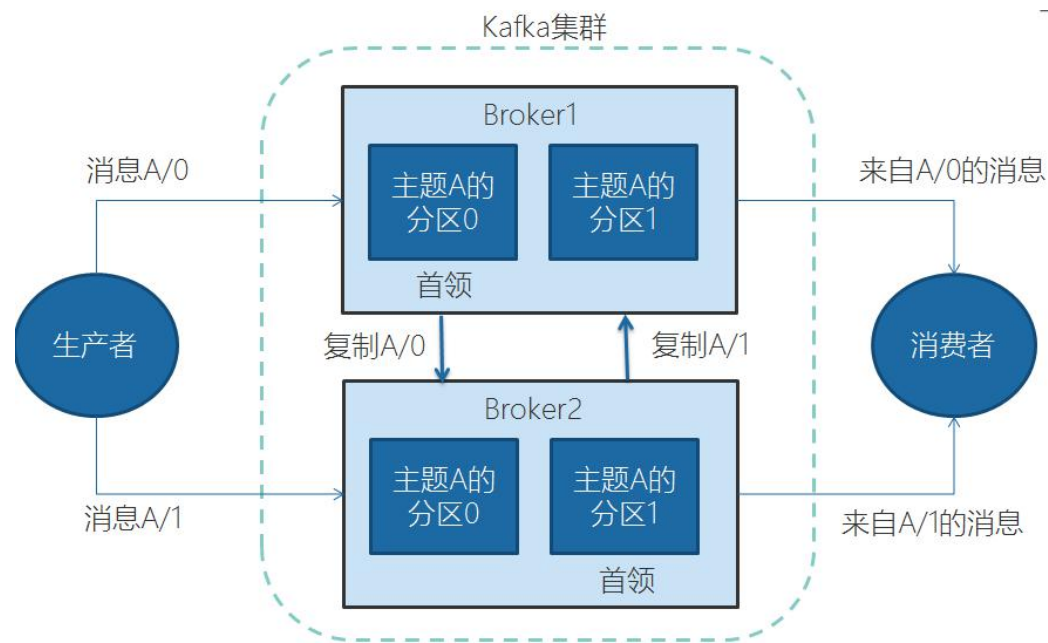 Kafka集群
Broker1
消息A/0
来自A/0的消息
主题A的
分区0
主题A的
分区1
首领
生产者
复制A/0
复制A/1
消费者
Broker2
主题A的
分区0
主题A的
分区1
消息A/1
来自A/1的消息
首领